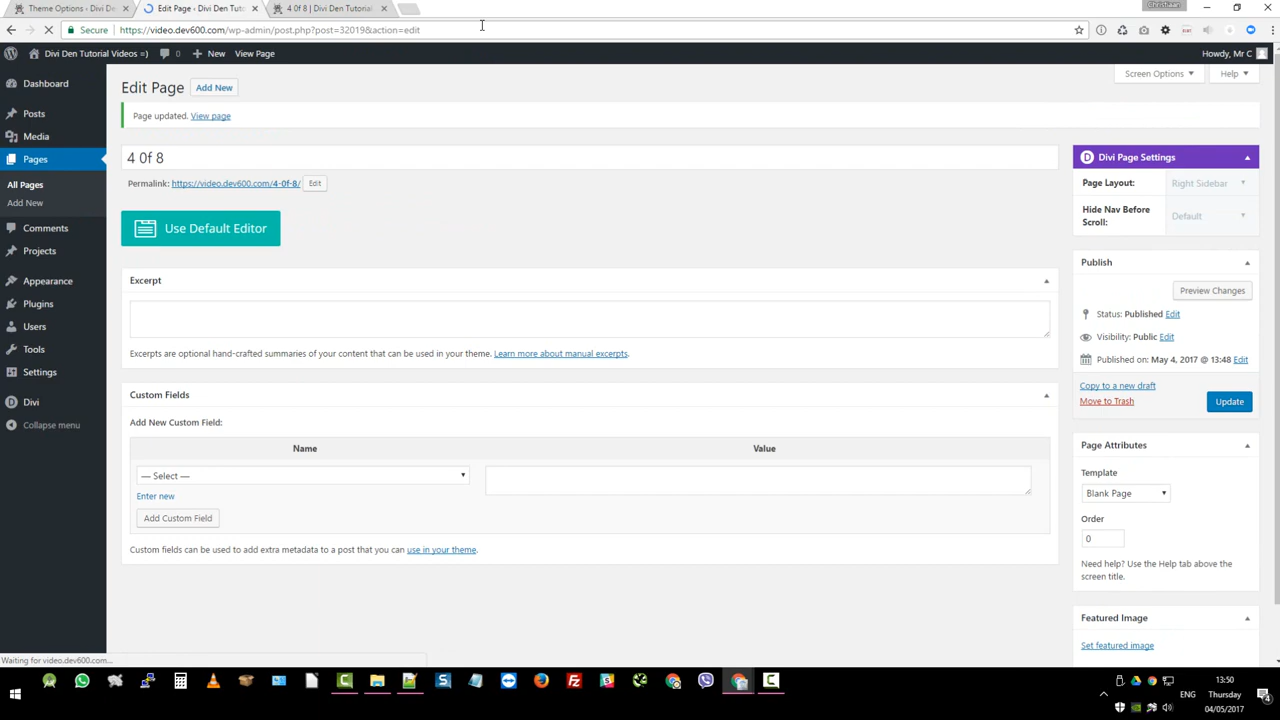 Theme Options ‹ Divi De
Edit Page ‹ Divi Den Tuto
4 0f 8 | Divi Den Tutorial
Christiaan
Secure
https://video.dev600.com/wp-admin/post.php?post=32019&action=edit
Divi Den Tutorial Videos =)
0
New
View Page
Howdy, Mr C
Dashboard
Posts
Media
Pages
All Pages
Add New
Comments
Projects
Appearance
Plugins
Users
Tools
Settings
Divi
Collapse menu
Screen Options
Help
Edit Page
Add New
Page updated. View page
4 0f 8
Permalink: https://video.dev600.com/4-0f-8/
Edit
Use Default Editor
Excerpt
Excerpts are optional hand-crafted summaries of your content that can be used in your theme. Learn more about manual excerpts.
Custom Fields
Add New Custom Field:
Name
Value
— Select —
Enter new
Add Custom Field
Custom fields can be used to add extra metadata to a post that you can use in your theme.
Divi Page Settings
Page Layout:
Right Sidebar
Hide Nav Before
Scroll:
Default
Publish
Preview Changes
Status: Published Edit
Visibility: Public Edit
Published on: May 4, 2017 @ 13:48 Edit
Copy to a new draft
Move to Trash
Update
Page Attributes
Template
Blank Page
Order
0
Need help? Use the Help tab above the
screen title.
Featured Image
Set featured image
Waiting for video.dev600.com...
13:50
ENG
Thursday
04/05/2017
4